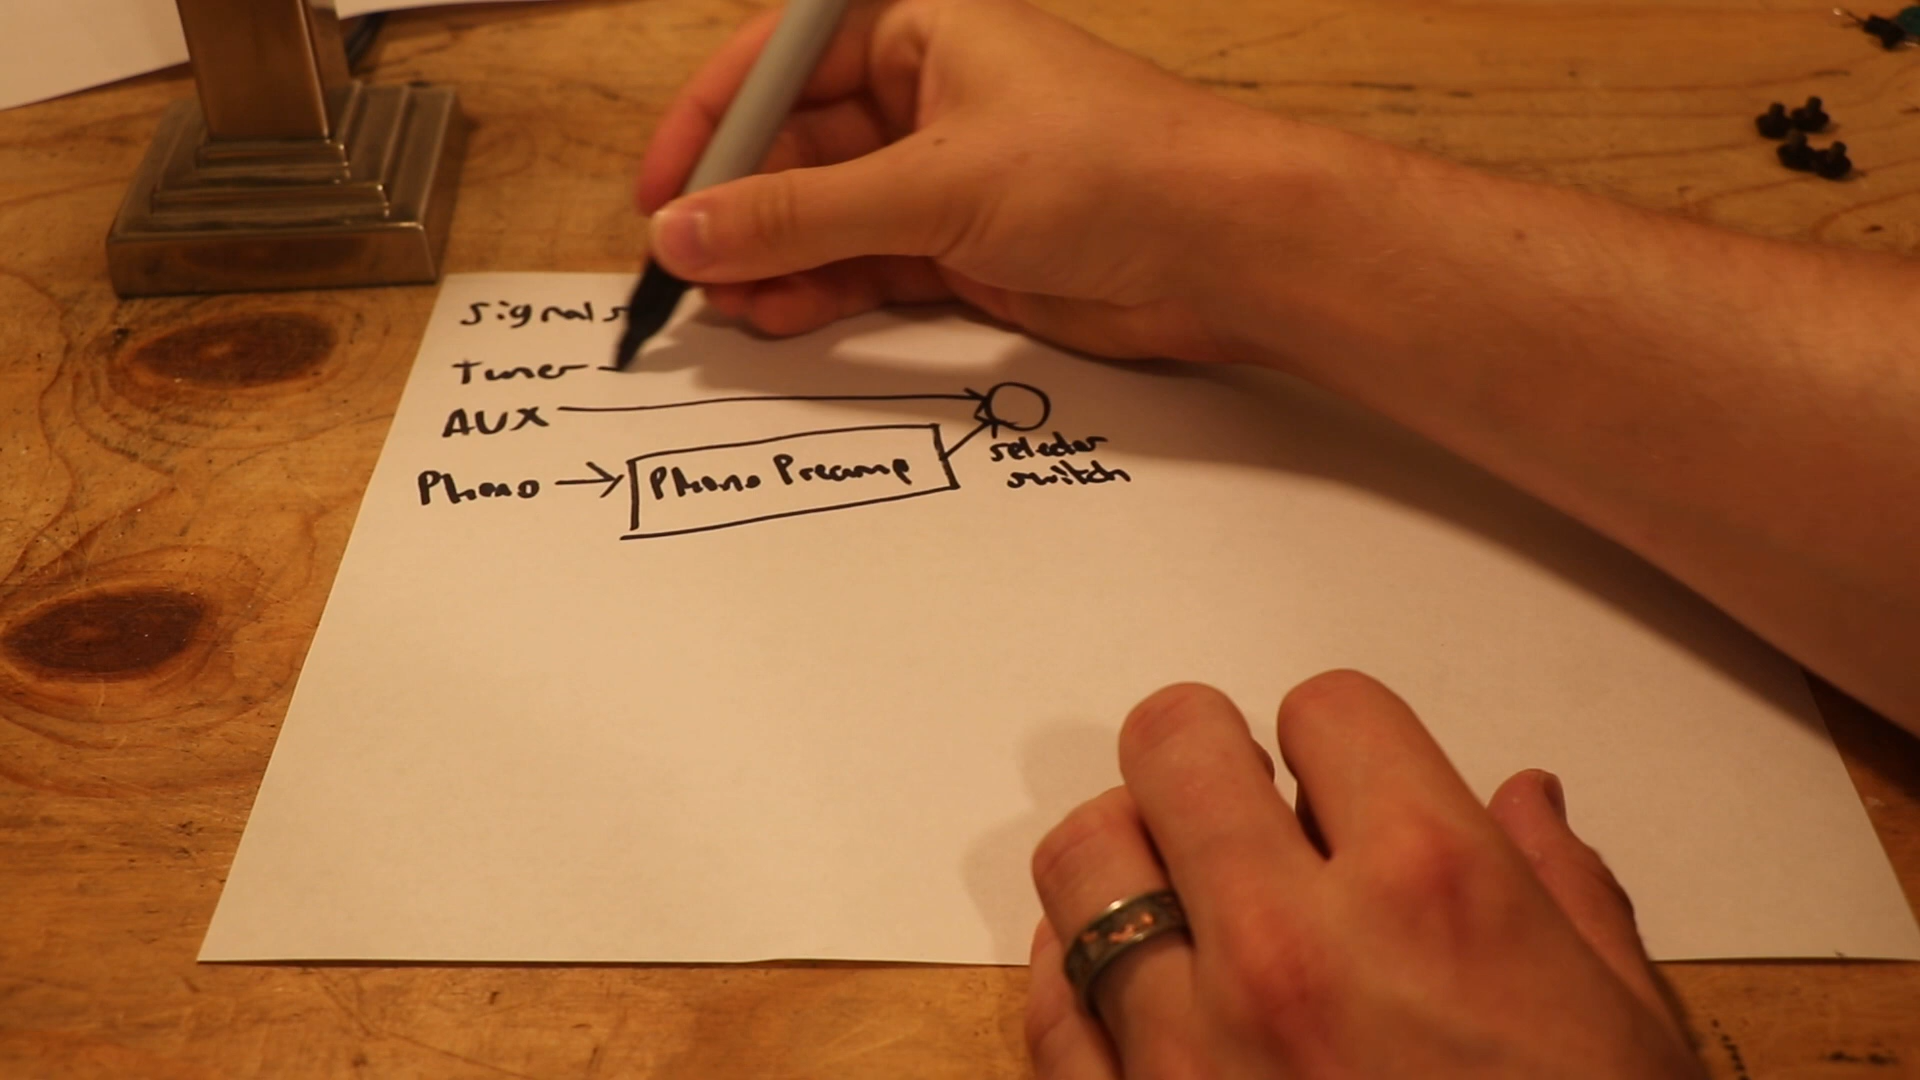 Signals
Tuner
AUX
Phono
Phono Preamp
selector
switch